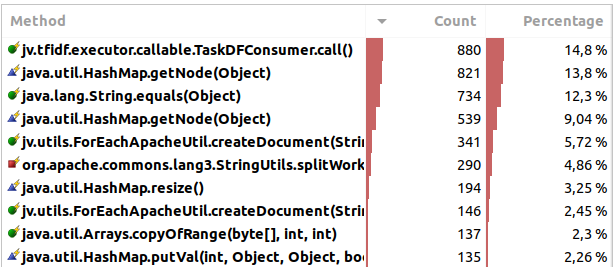 Method Count Percentage
jv.tfidf.executor.callable.TaskDFConsumer.call() 880 14,8 %
java.util.HashMap.getNode(Object) 821 13,8 %
java.lang.String.equals(Object) 734 12,3 %
java.util.HashMap.getNode(Object) 539 9,04 %
jv.utils.ForEachApacheUtil.createDocument(Strin 341 5,72 %
org.apache.commons.lang3.StringUtils.splitWork 290 4,86 %
java.util.HashMap.resize() 194 3,25 %
jv.utils.ForEachApacheUtil.createDocument(Strin 146 2,45 %
java.util.Arrays.copyOfRange(byte[], int, int) 137 2,3 %
java.util.HashMap.putVal(int, Object, Object, boo 135 2,26 %